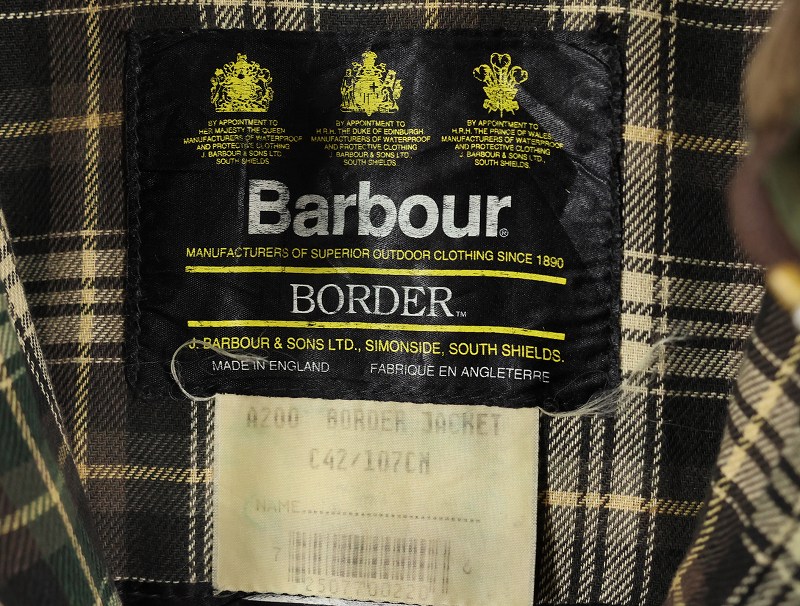 BY APPOINTMENT TO
HER MAJESTY THE QUEEN
MANUFACTURERS OF WATERPROOF
AND PROTECTIVE CLOTHING
J. BARBOUR & SONS LTD.
SOUTH SHIELDS
BY APPOINTMENT TO
H.R.H. THE DUKE OF EDINBURGH
MANUFACTURERS OF WATERPROOF
AND PROTECTIVE CLOTHING
J. BARBOUR & SONS LTD.,
SOUTH SHIELDS.
BY APPOINTMENT TO
H.R.H. THE PRINCE OF WALES
MANUFACTURERS OF WATERPROOF
AND PROTECTIVE CLOTHING
J. BARBOUR & SONS LTD.,
SOUTH SHIELDS.
Barbour®
MANUFACTURERS OF SUPERIOR OUTDOOR CLOTHING SINCE 1890
BORDER™
J. BARBOUR & SONS LTD., SIMONSIDE, SOUTH SHIELDS.
MADE IN ENGLAND FABRIQUE EN ANGLETERRE
A200 BORDER JACKET
C42/107CM
NAME..............................
7